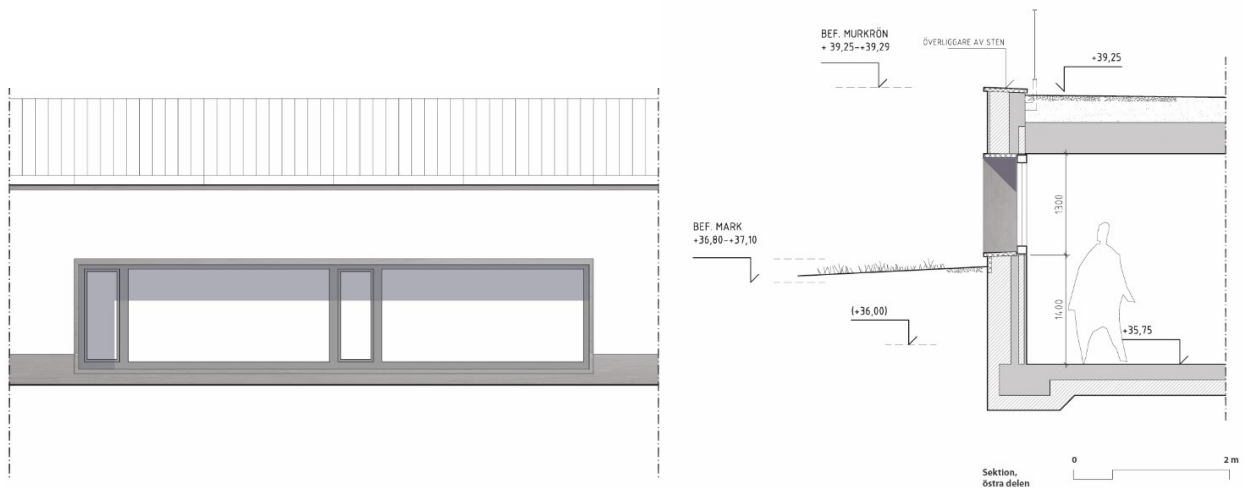 BEF. MURKRÖN
+ 39,25-+39,29
ÖVERLIGGARE AV STEN
+39,25
1300
BEF. MARK
+36,80-+37,10
(+36,00)
1400
+35,75
Sektion,
östra delen
0
2 m